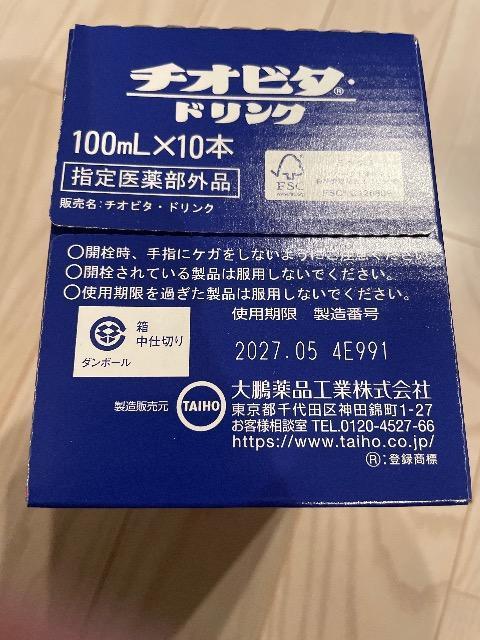 チオビタ・®
ドリンク
100mL×10本
指定医薬部外品
販売名:チオビタ・ドリンク
FSC
○開栓時、手指にケガをしないようにご注意ください。
○開栓されている製品は服用しないでください。
○使用期限を過ぎた製品は服用しないでください。
使用期限 製造番号
2027.05 4E991
箱
中仕切り
ダンボール
製造販売元
TAIHO
大鵬薬品工業株式会社
東京都千代田区神田錦町1-27
お客様相談室 TEL.0120-4527-66
https://www.taiho.co.jp/
®:登録商標